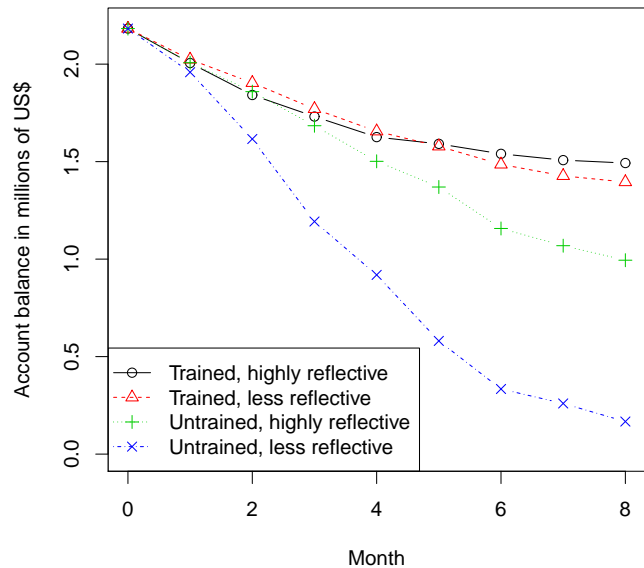 Account balance in millions of US$
2.0
1.5
1.0
0.5
0.0
Trained, highly reflective
Trained, less reflective
Untrained, highly reflective
Untrained, less reflective
0 2 4 6 8
Month